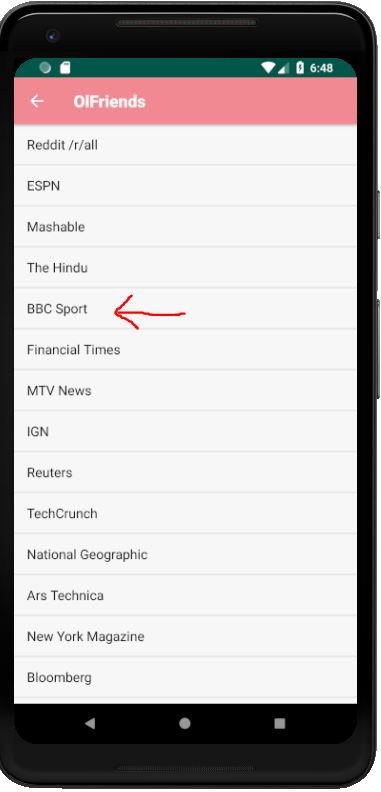 6:48
OlFriends
Reddit /r/all
ESPN
Mashable
The Hindu
BBC Sport
Financial Times
MTV News
IGN
Reuters
TechCrunch
National Geographic
Ars Technica
New York Magazine
Bloomberg